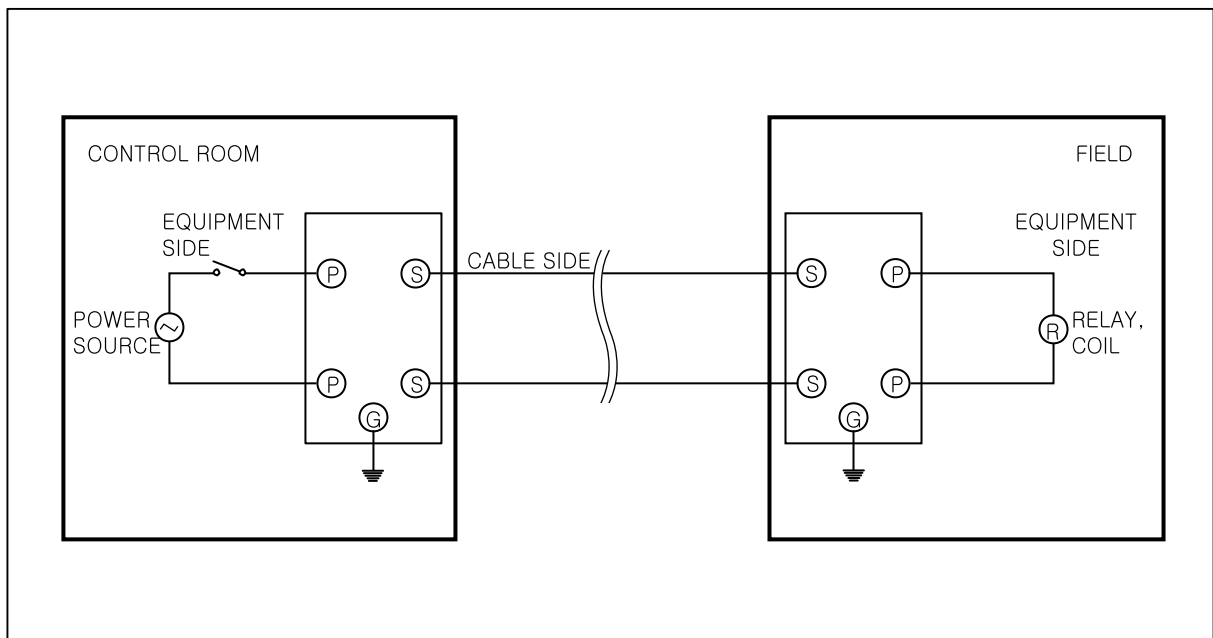 CONTROL ROOM
FIELD
EQUIPMENT
SIDE
EQUIPMENT
SIDE
CABLE SIDE
P
S
S
P
POWER
SOURCE
R
RELAY,
COIL
P
S
S
P
G
G